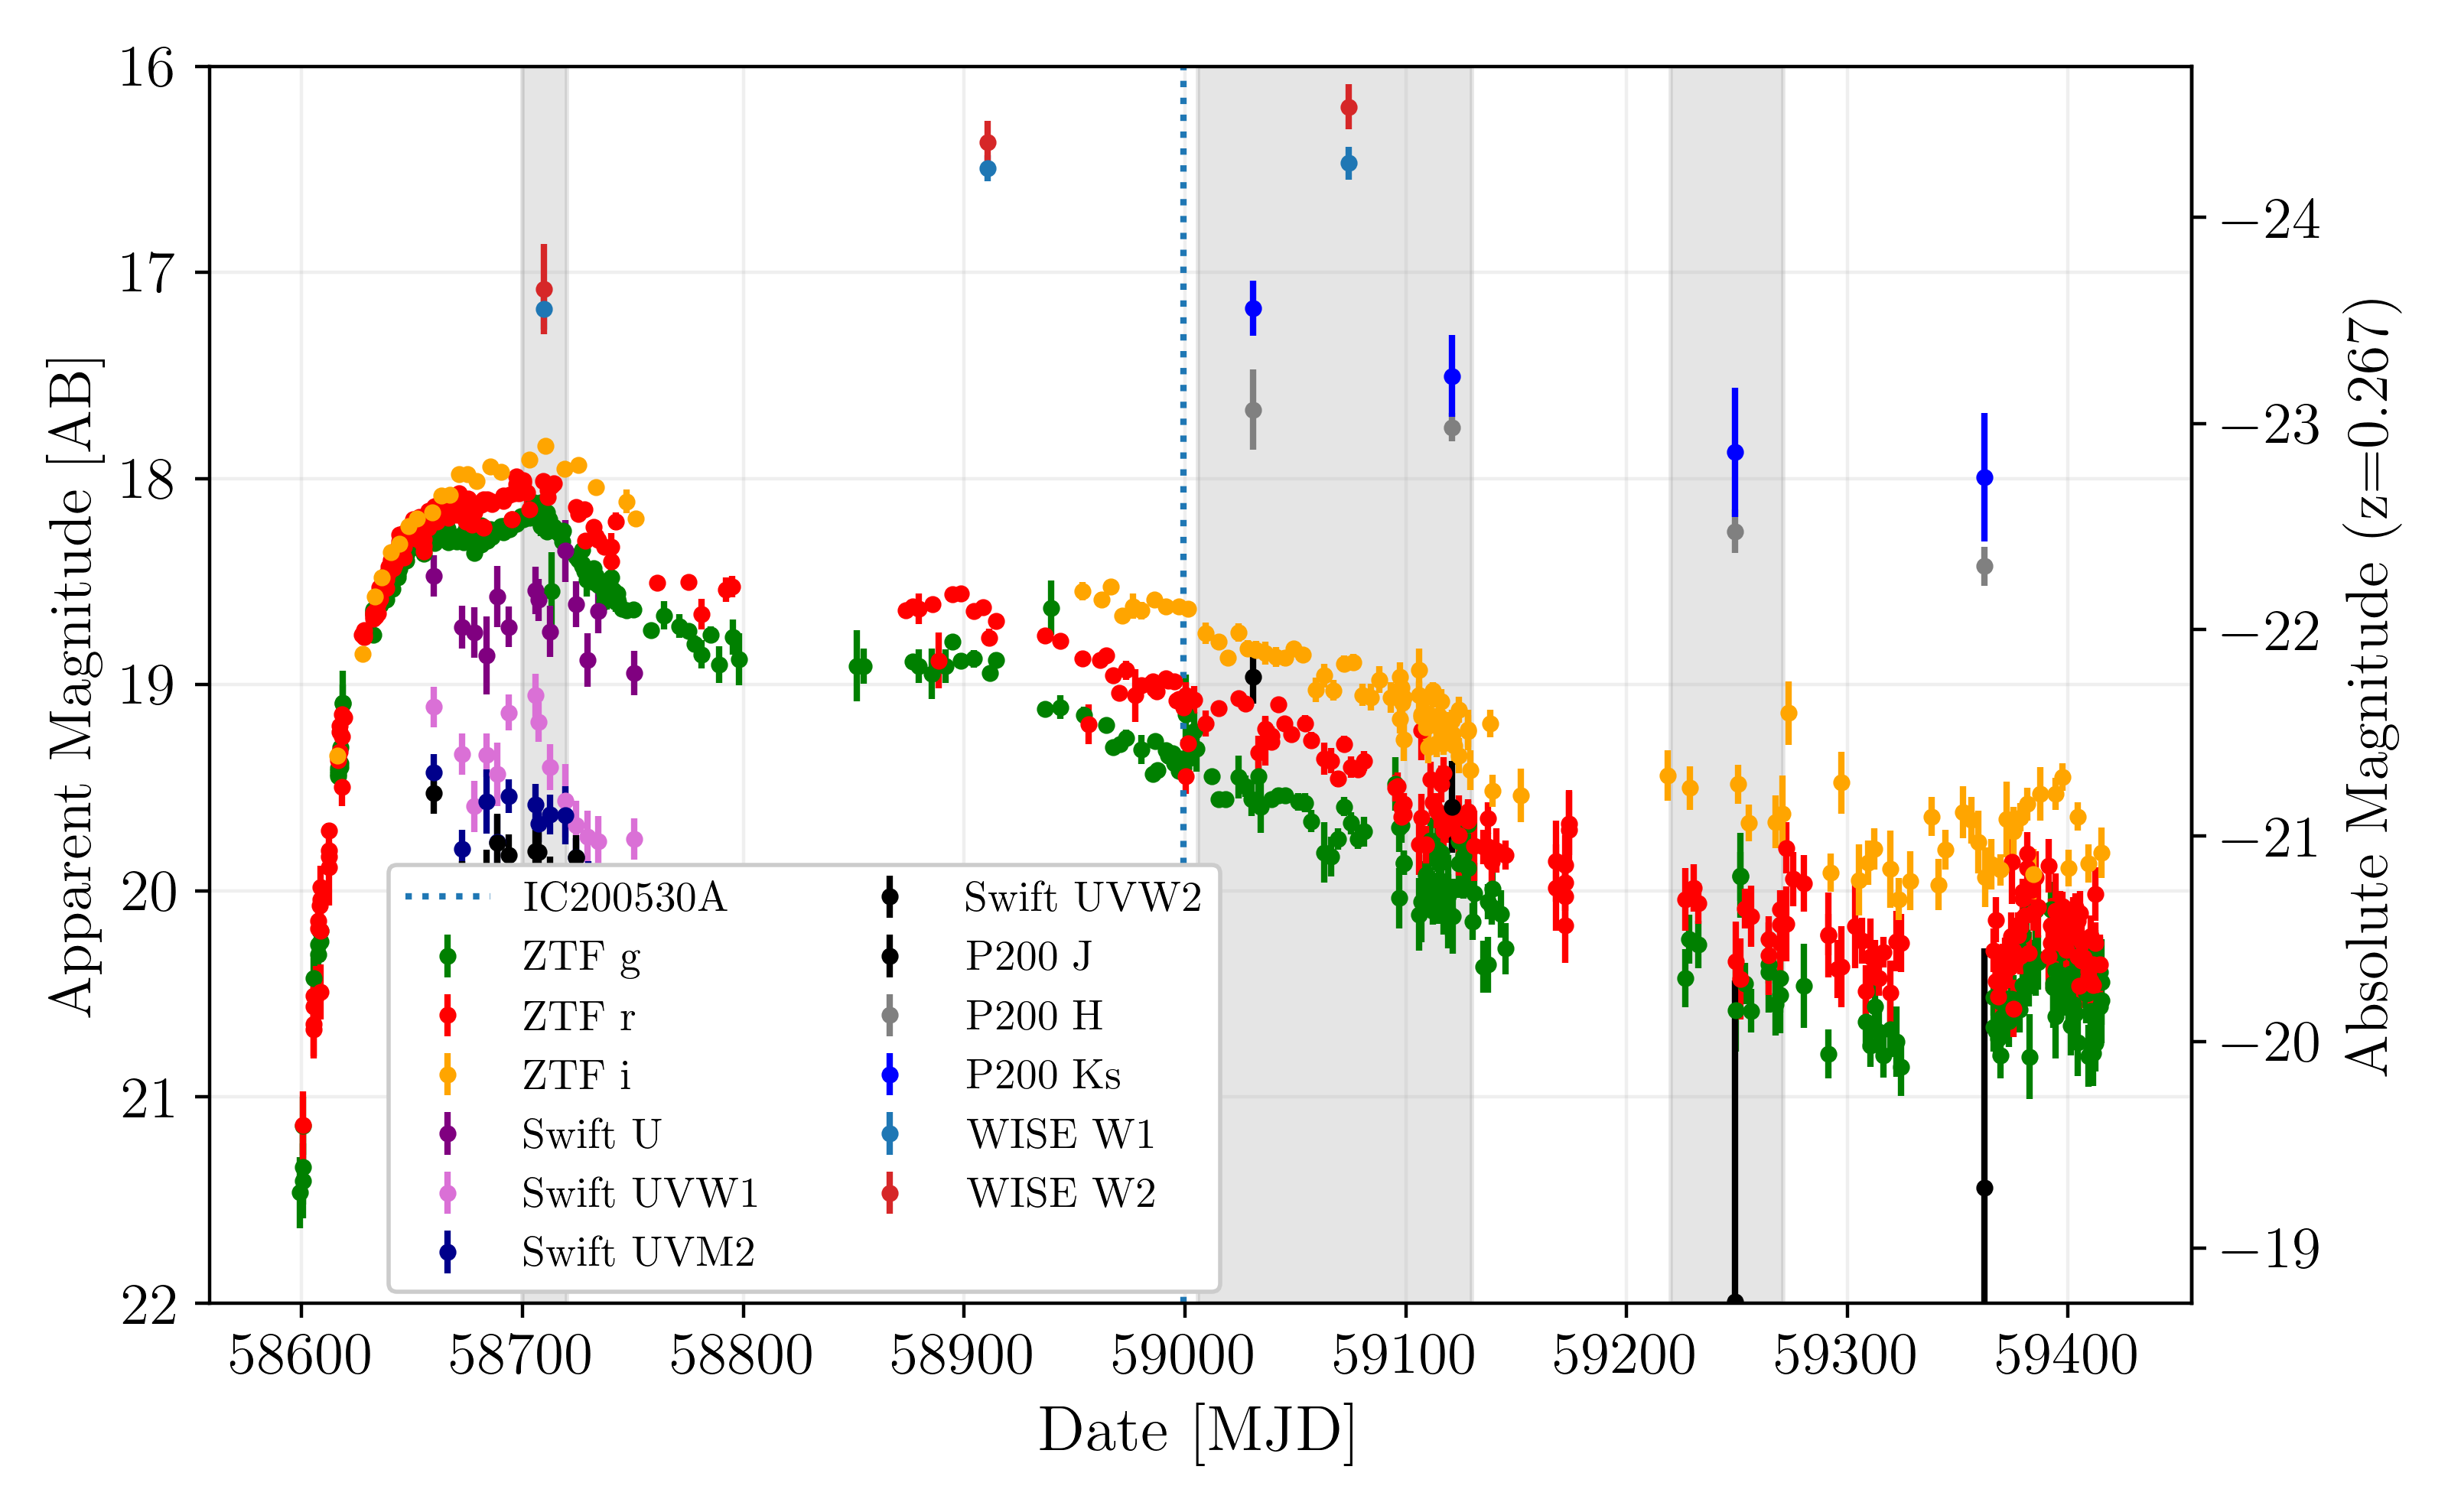 16
17
18
19
20
21
22
Apparent Magnitude [AB]
−24
−23
−22
−21
−20
−19
Absolute Magnitude (z=0.267)
IC200530A
ZTF g
ZTF r
ZTF i
Swift U
Swift UVW1
Swift UVM2
Swift UVW2
P200 J
P200 H
P200 Ks
WISE W1
WISE W2
58600 58700 58800 58900 59000 59100 59200 59300 59400
Date [MJD]